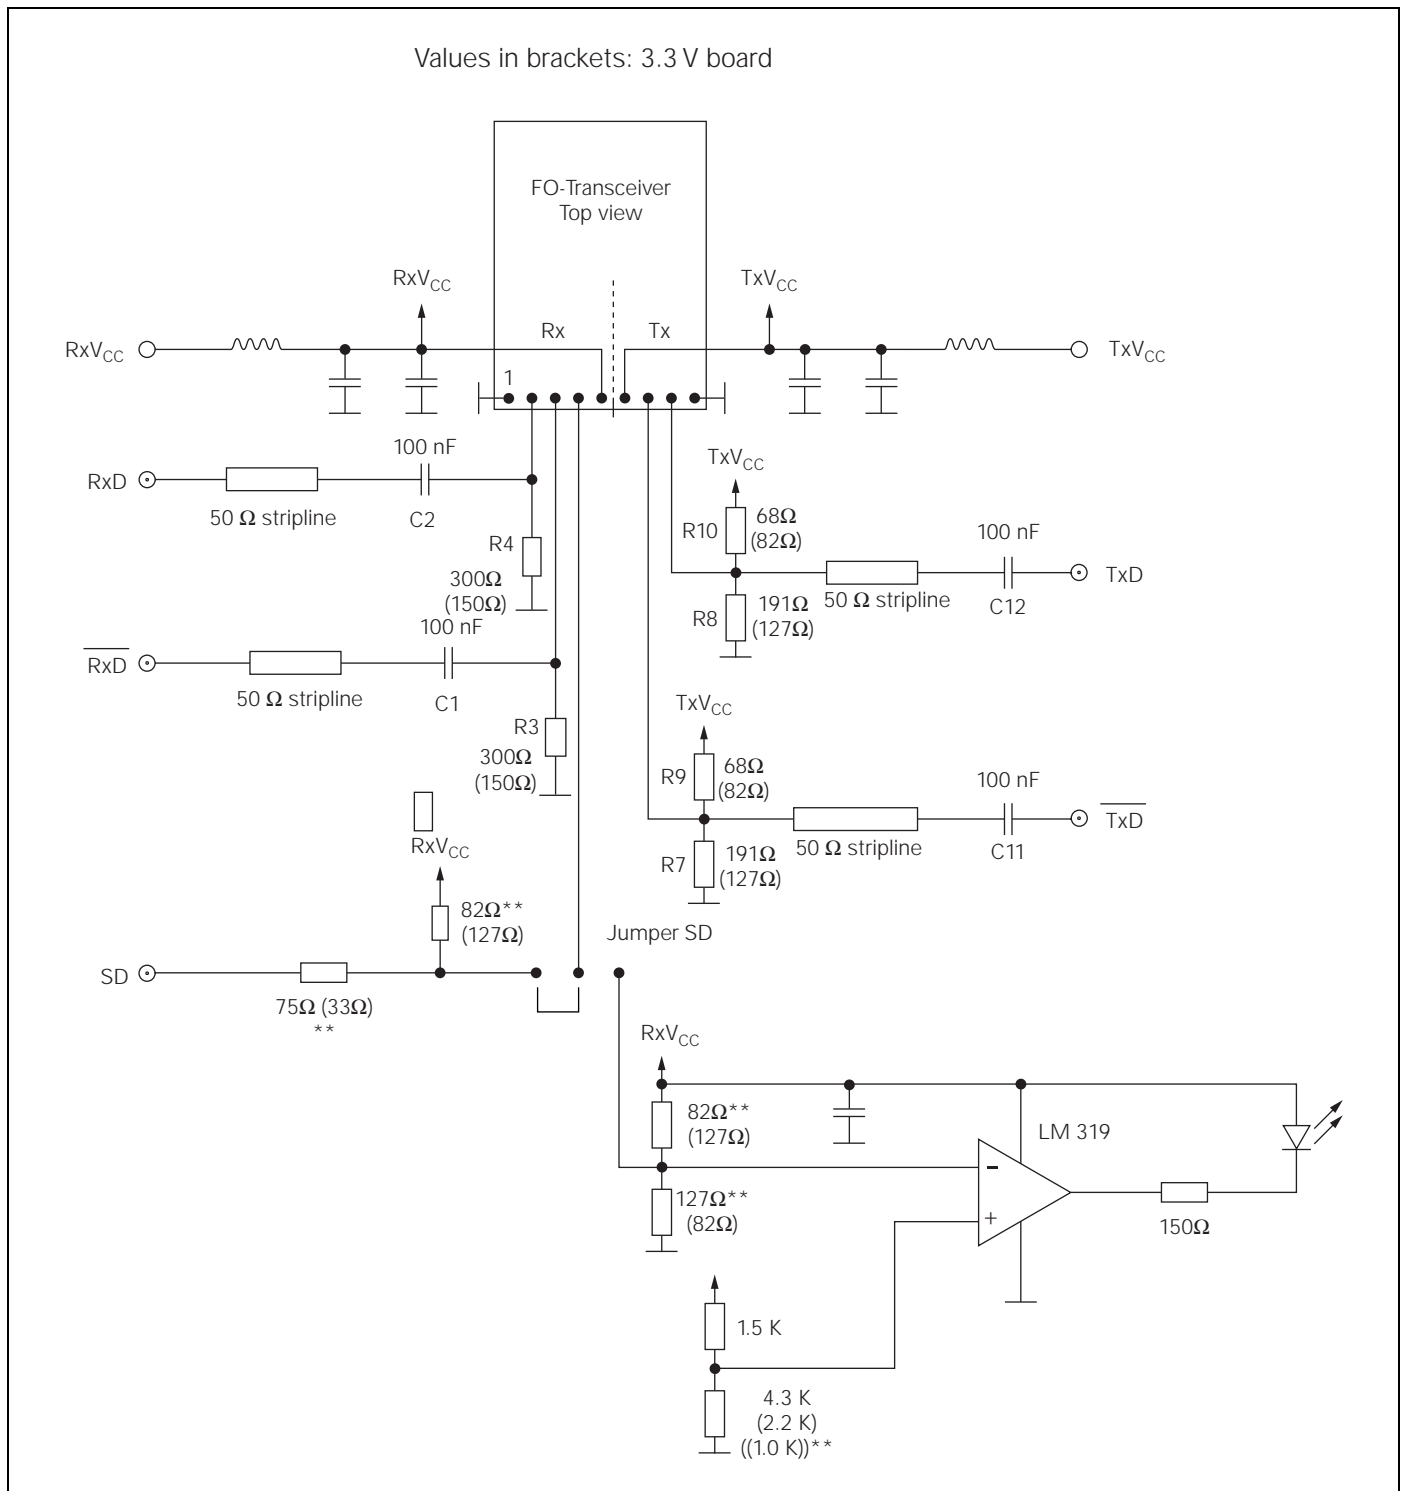 Values in brackets: 3.3 V board
FO-Transceiver
Top view
RxVCC
TxVCC
Rx
Tx
RxVCC
TxVCC
1
100 nF
RxD
50 Ω stripline
C2
TxVCC
R10
68Ω
(82Ω)
100 nF
R4
300Ω
(150Ω)
TxD
50 Ω stripline
C12
R8
191Ω
(127Ω)
100 nF
RxD
50 Ω stripline
C1
TxVCC
R3
300Ω
(150Ω)
R9
68Ω
(82Ω)
100 nF
TxD
50 Ω stripline
C11
RxVCC
R7
191Ω
(127Ω)
82Ω**
(127Ω)
Jumper SD
SD
75Ω (33Ω)
**
RxVCC
82Ω**
(127Ω)
LM 319
-
127Ω**
(82Ω)
+
150Ω
1.5 K
4.3 K
(2.2 K)
((1.0 K))**